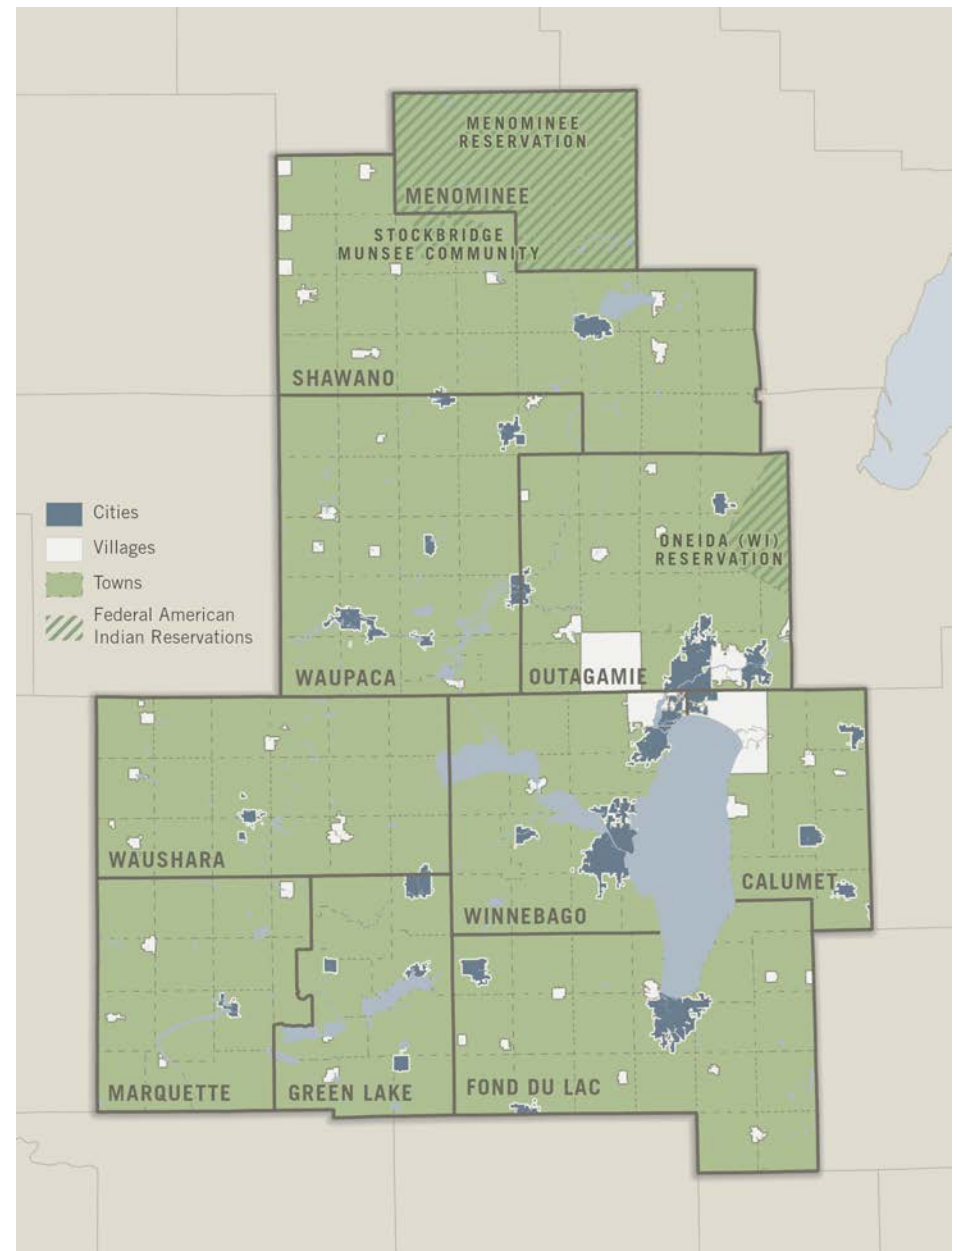 MENOMINEE
RESERVATION
MENOMINEE
STOCKBRIDGE
MUNSEE COMMUNITY
SHAWANO
Cities
Villages
Towns
Federal American
Indian Reservations
ONEIDA (WI)
RESERVATION
WAUPACA
OUTAGAMIE
WAUSHARA
CALUMET
WINNEBAGO
MARQUETTE
GREEN LAKE
FOND DU LAC